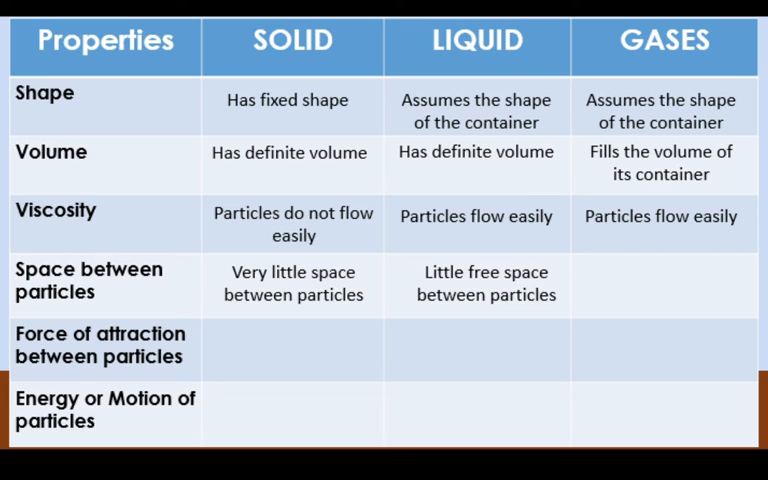 Properties SOLID LIQUID GASES
Shape
Has fixed shape
Assumes the shape
of the container
Assumes the shape
of the container
Volume
Has definite volume
Has definite volume
Fills the volume of
its container
Viscosity
Particles do not flow
easily
Particles flow easily
Particles flow easily
Space between
particles
Very little space
between particles
Little free space
between particles
Force of attraction
between particles
Energy or Motion of
particles